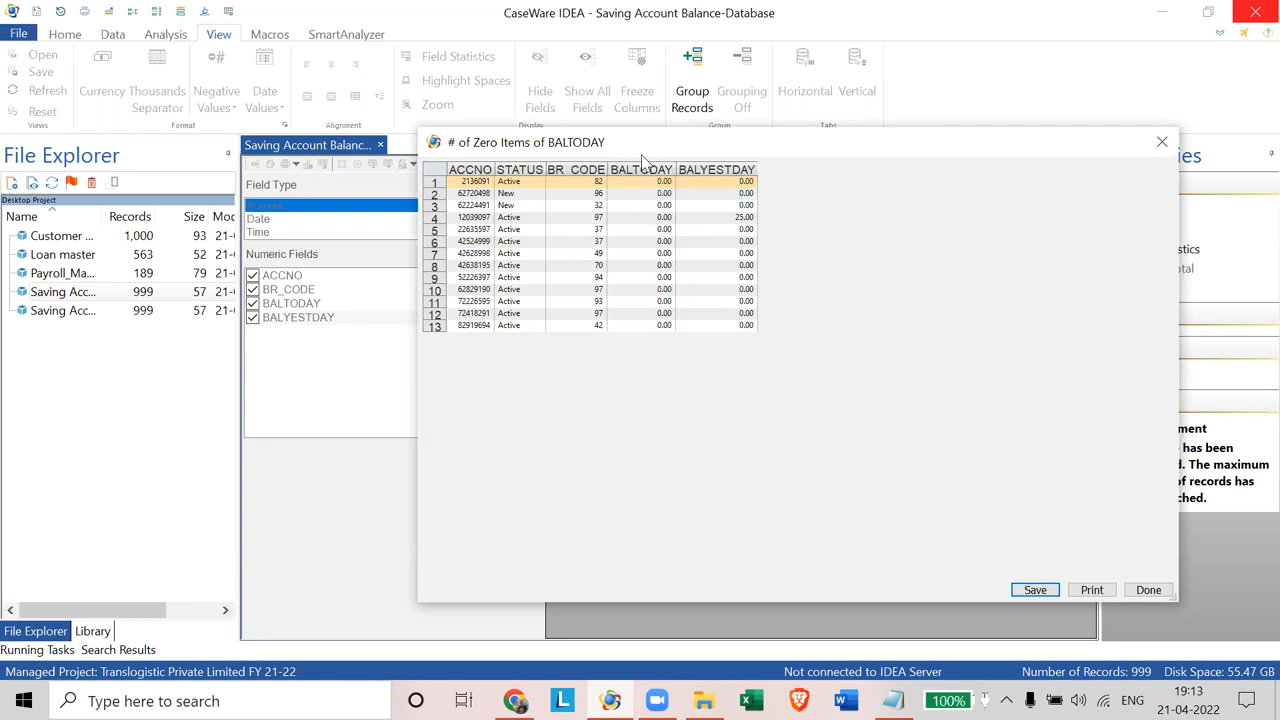 CaseWare IDEA - Saving Account Balance-Database
File Home Data Analysis View Macros SmartAnalyzer
Open
Save
Refresh
Reset
Views
Currency Thousands Separator Negative Values Date Values
Format
Alignment
Field Statistics
Highlight Spaces
Zoom
Hide Fields Show All Fields Freeze Columns
Display
Group Records Grouping Off
Group
Horizontal Vertical
Tabs
File Explorer
Desktop Project
Name Records Size Mo
Customer ... 1,000 93 21-
Loan master 563 52 21-
Payroll_Ma... 189 79 21-
Saving Acc... 999 57 21-
Saving Acc... 999 57 21-
File Explorer Library
Saving Account Balanc... ×
Field Type
Numeric
Date
Time
Numeric Fields
ACCNO
BR_CODE
BALTODAY
BALYESTDAY
# of Zero Items of BALTODAY
ACCNO STATUS BR_CODE BALTODAY BALYESTDAY
1 2136091 Active 82 0.00 0.00
2 62720498 New 96 0.00 0.00
3 62224491 New 32 0.00 0.00
4 12039097 Active 97 0.00 25.00
5 22635597 Active 37 0.00 0.00
6 42524999 Active 37 0.00 0.00
7 42628998 Active 49 0.00 0.00
8 42638195 Active 70 0.00 0.00
9 52226397 Active 94 0.00 0.00
10 62829190 Active 97 0.00 0.00
11 72226595 Active 93 0.00 0.00
12 72418291 Active 97 0.00 0.00
13 82919694 Active 42 0.00 0.00
Save Print Done
ies
stics
tal
ment
has been
d. The maximum
of records has
ched.
Running Tasks Search Results
Managed Project: Translogistic Private Limited FY 21-22 Not connected to IDEA Server Number of Records: 999 Disk Space: 55.47 GB
Type here to search
L
100%
ENG
19:13
21-04-2022